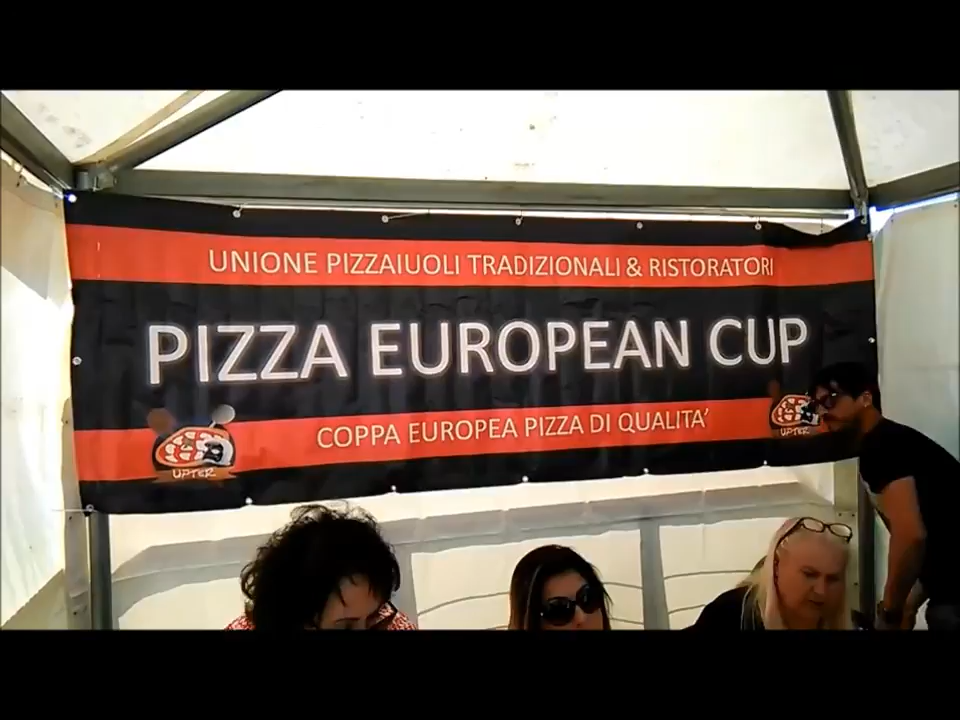 UNIONE PIZZAIUOLI TRADIZIONALI & RISTORATORI
PIZZA EUROPEAN CUP
COPPA EUROPEA PIZZA DI QUALITA'
UPTER
UPTER